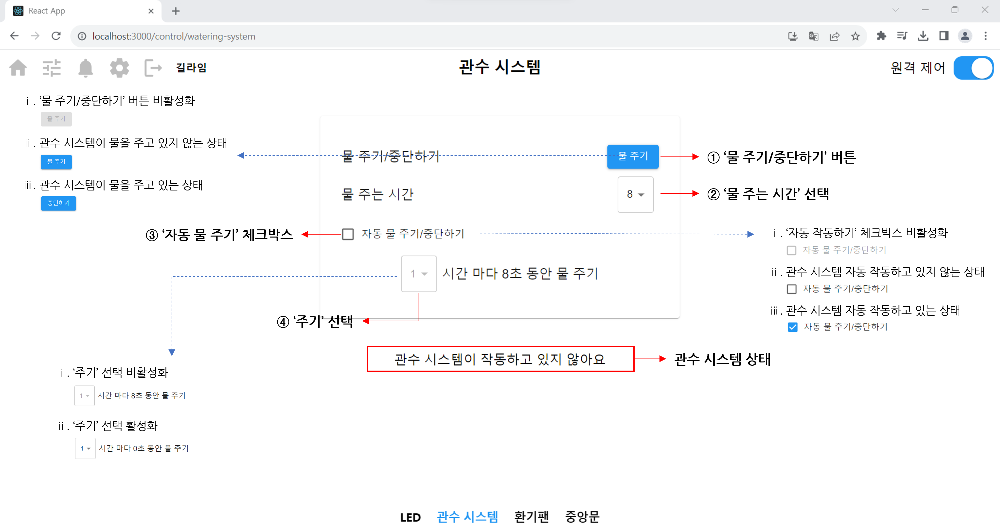 React App
localhost:3000/control/watering-system
길라임
관수 시스템
원격 제어
ⅰ. ‘물 주기/중단하기’ 버튼 비활성화
물 주기
ⅱ. 관수 시스템이 물을 주고 있지 않는 상태
물 주기
ⅲ. 관수 시스템이 물을 주고 있는 상태
중단하기
물 주기/중단하기
물 주기
① ‘물 주기/중단하기’ 버튼
물 주는 시간
8
② ‘물 주는 시간’ 선택
③ ‘자동 물 주기’ 체크박스
자동 물 주기/중단하기
1 시간 마다 8초 동안 물 주기
④ ‘주기’ 선택
ⅰ. ‘자동 작동하기’ 체크박스 비활성화
자동 물 주기/중단하기
ⅱ. 관수 시스템 자동 작동하고 있지 않는 상태
자동 물 주기/중단하기
ⅲ. 관수 시스템 자동 작동하고 있는 상태
자동 물 주기/중단하기
관수 시스템이 작동하고 있지 않아요
관수 시스템 상태
ⅰ. ‘주기’ 선택 비활성화
1 시간 마다 8초 동안 물 주기
ⅱ. ‘주기’ 선택 활성화
1 시간 마다 0초 동안 물 주기
LED 관수 시스템 환기팬 중앙문